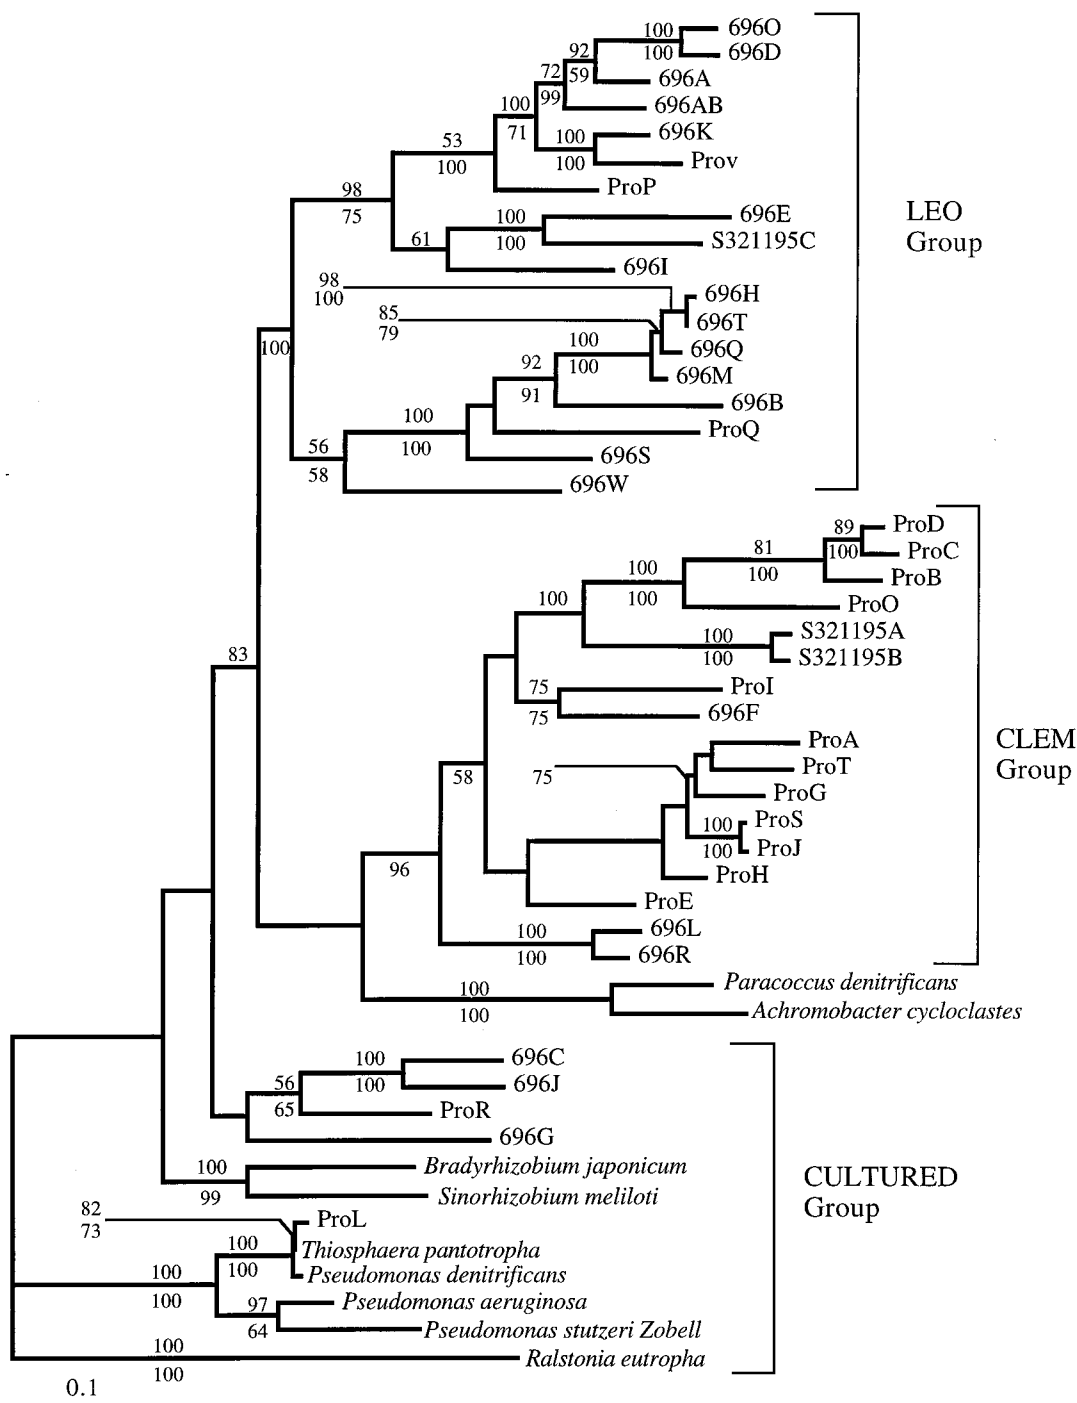 100 696O
92 100 696D
72 59 696A
100 99 696AB
53 71 100 696K
100 100 Prov
98 ProP
75 100 696E
LEO
Group
61 100 S321195C
696I
98 696H
100
85 696T
79 100 696Q
100 92 100 696M
91 696B
100 ProQ
56 100 696S
58 696W
89 ProD
81 100 ProC
100 100 ProB
100 100 ProO
100 S321195A
83 100 S321195B
75 ProI
75 696F
CLEM
Group
ProA
58 75 ProT
ProG
100 ProS
100 ProJ
96 ProH
ProE
100 696L
100 696R
100 Paracoccus denitrificans
100 Achromobacter cycloclastes
100 696C
56 100 696J
65 ProR
696G
100 Bradyrhizobium japonicum
99 Sinorhizobium meliloti
CULTURED
Group
82 ProL
73
100 Thiosphaera pantotropha
100 100 Pseudomonas denitrificans
100 97 Pseudomonas aeruginosa
64 Pseudomonas stutzeri Zobell
100 Ralstonia eutropha
100
0.1